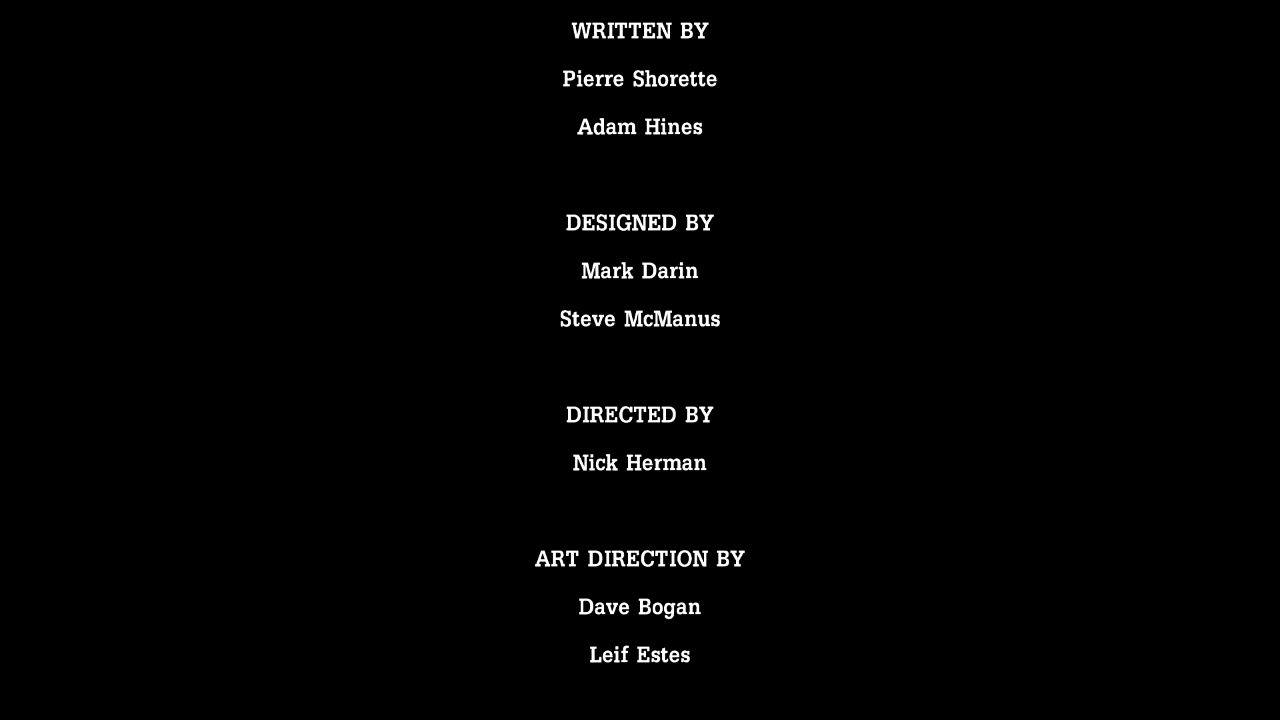 WRITTEN BY
Pierre Shorette
Adam Hines
DESIGNED BY
Mark Darin
Steve McManus
DIRECTED BY
Nick Herman
ART DIRECTION BY
Dave Bogan
Leif Estes